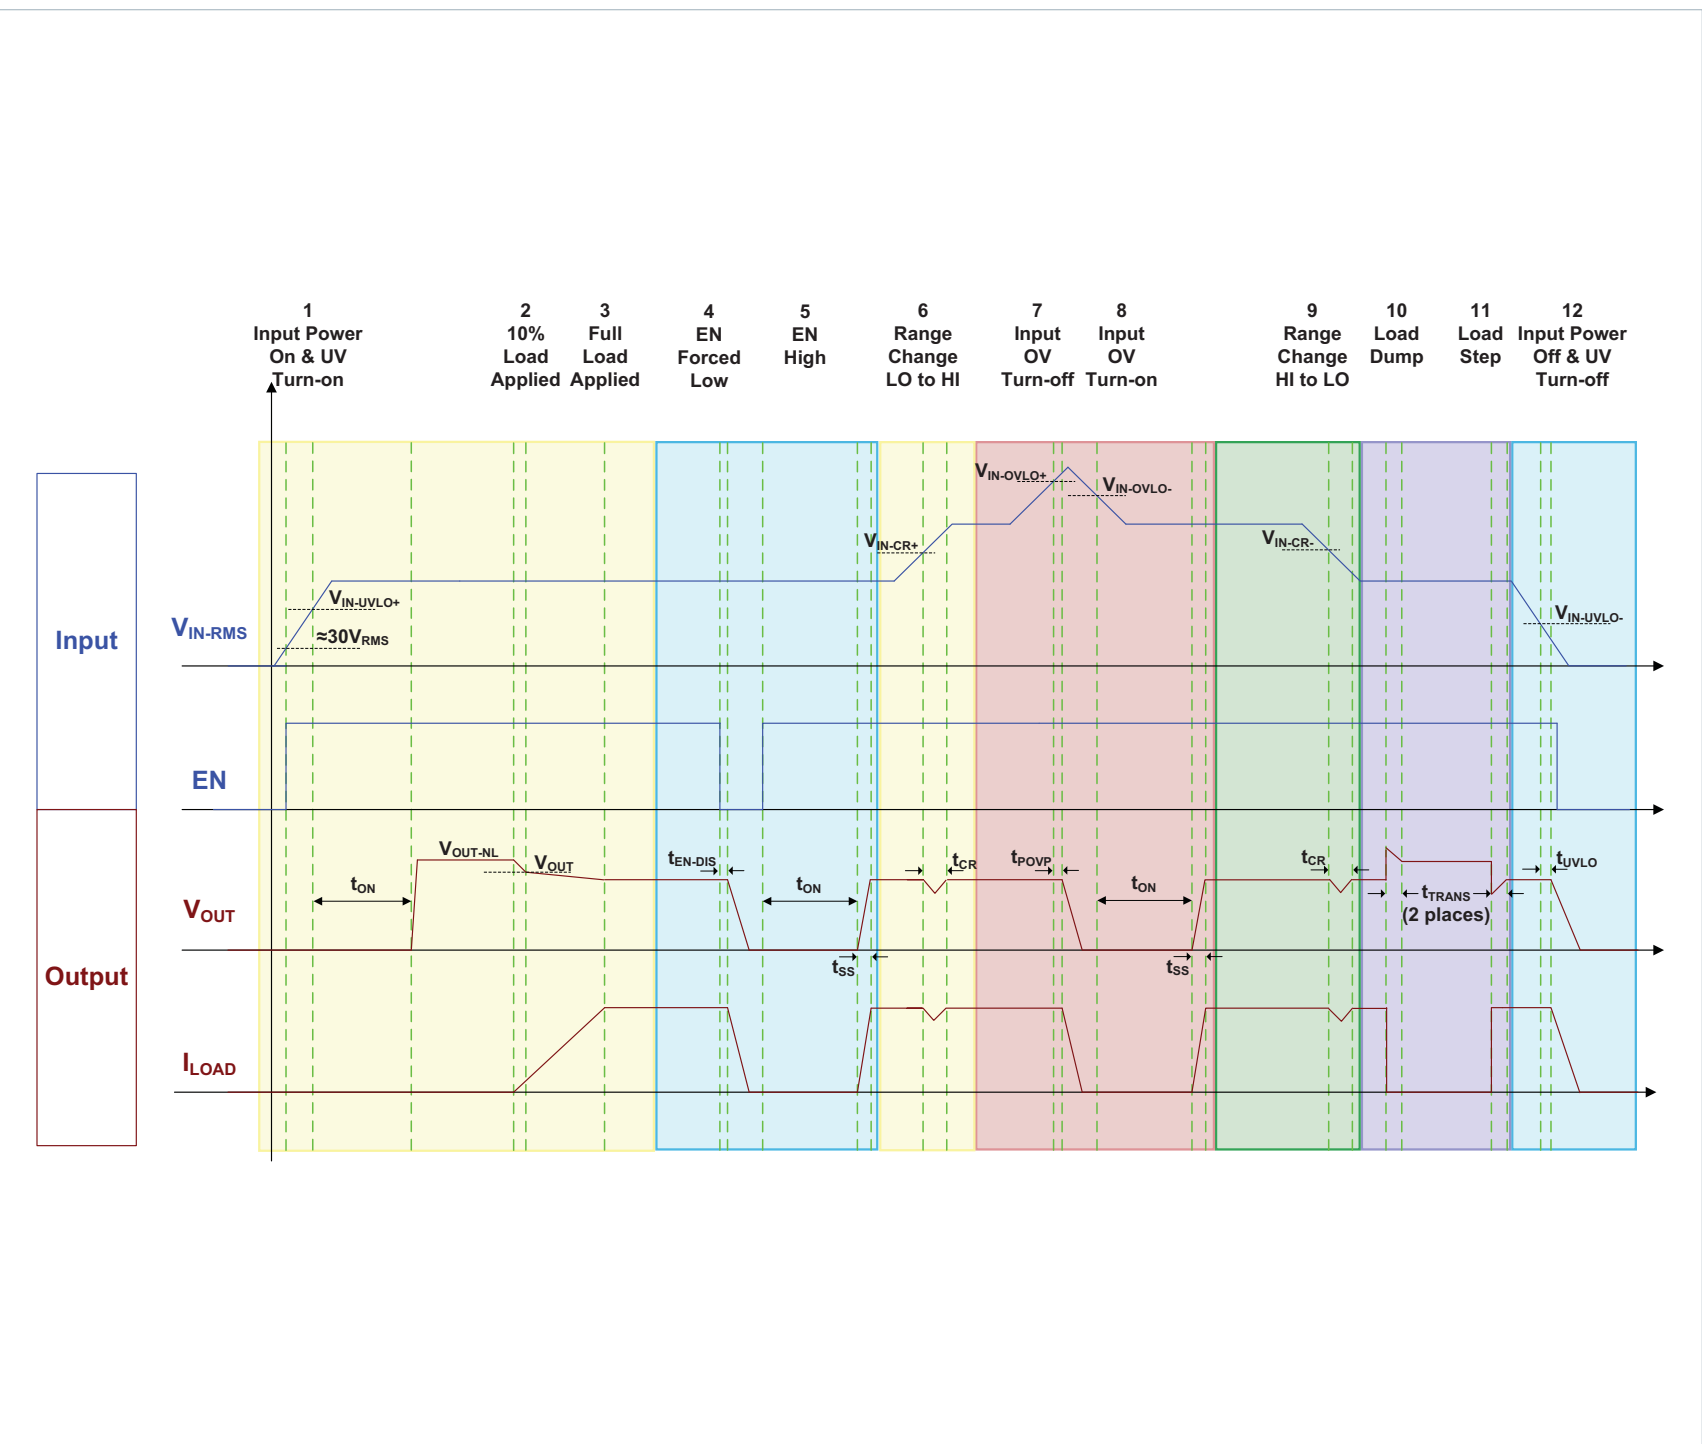 1
Input Power
On & UV
Turn-on
2
10%
Load
Applied
3
Full
Load
Applied
4
EN
Forced
Low
5
EN
High
6
Range
Change
LO to HI
7
Input
OV
Turn-off
8
Input
OV
Turn-on
9
Range
Change
HI to LO
10
Load
Dump
11
Load
Step
12
Input Power
Off & UV
Turn-off
Input
VIN-RMS
≈30VRMS
VIN-UVLO+
VIN-CR+
VIN-OVLO+
VIN-OVLO-
VIN-CR-
VIN-UVLO-
EN
Output
VOUT
tON
VOUT-NL
VOUT
tEN-DIS
tON
tSS
tCR
tPOVP
tON
tSS
tCR
tTRANS
(2 places)
tUVLO
ILOAD